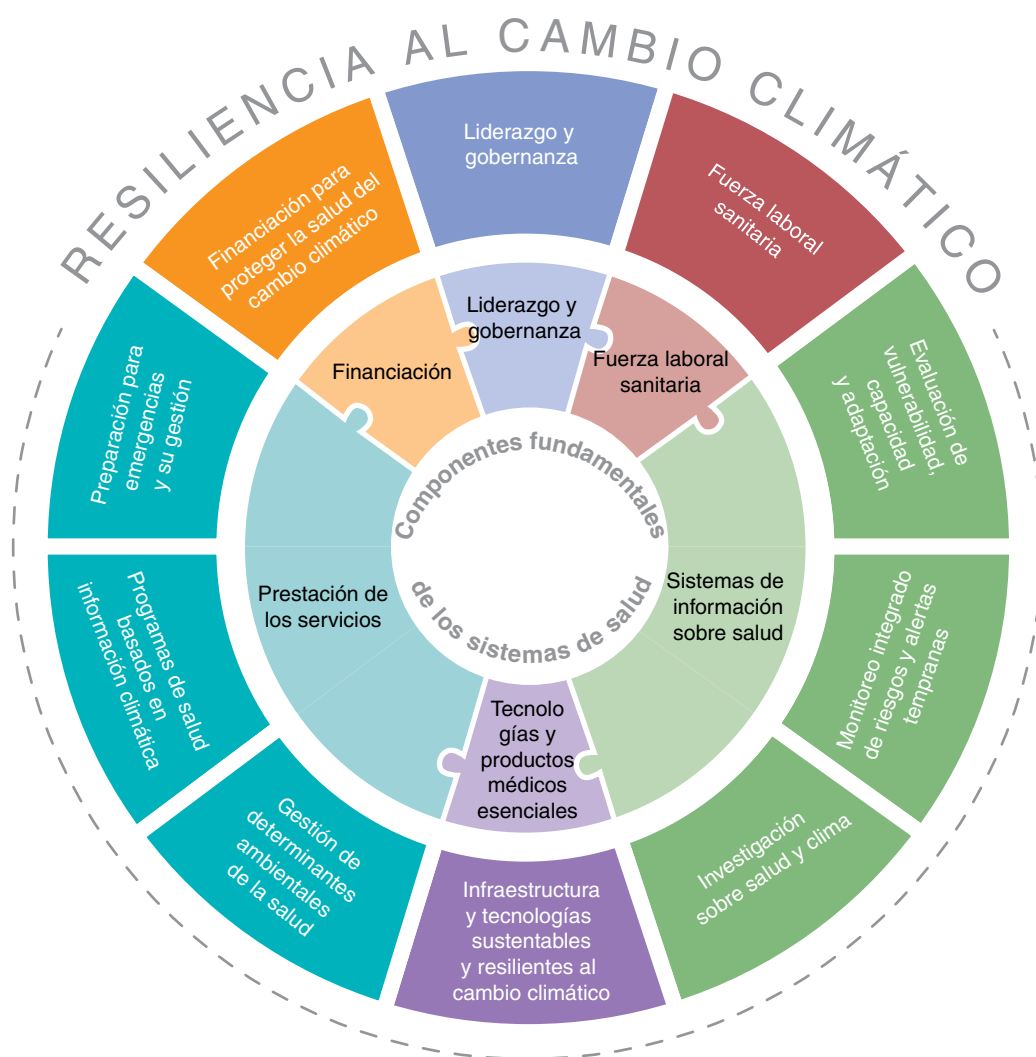 RESILIENCIA AL CAMBIO CLIMÁTICO
Liderazgo y
gobernanza
Fuerza laboral
sanitaria
Evaluación de
vulnerabilidad,
capacidad
y adaptación
Monitoreo integrado
de riesgos y alertas
tempranas
Investigación
sobre salud y clima
Infraestructura
y tecnologías
sustentables
y resilientes al
cambio climático
Gestión de
determinantes
ambientales
de la salud
Programas de salud
basados en
información climática
Preparación para
emergencias
y su gestión
Financiación para
proteger la salud del
cambio climático
Liderazgo y
gobernanza
Fuerza laboral
sanitaria
Sistemas de
información
sobre salud
Tecnolo
gías y
productos
médicos
esenciales
Prestación de
los servicios
Financiación
Componentes fundamentales
de los sistemas de salud